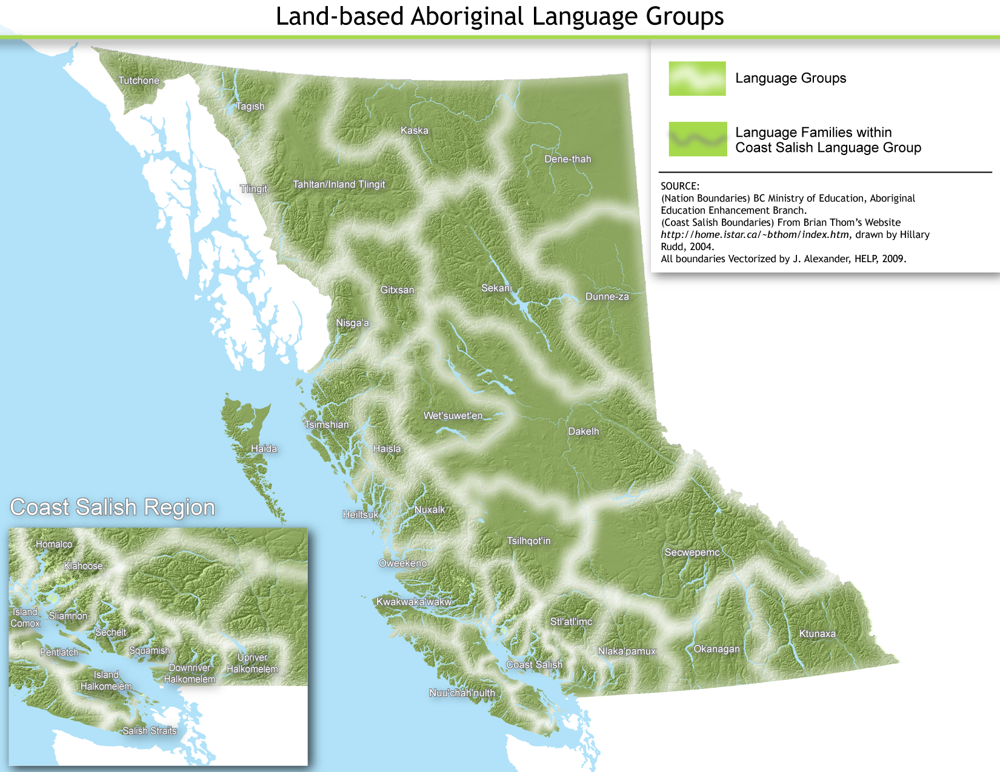 Land-based Aboriginal Language Groups
Language Groups
Language Families within
Coast Salish Language Group
SOURCE:
(Nation Boundaries) BC Ministry of Education, Aboriginal
Education Enhancement Branch.
(Coast Salish Boundaries) From Brian Thom's Website
http://home.istar.ca/~bthom/index.htm, drawn by Hillary
Rudd, 2004.
All boundaries Vectorized by J. Alexander, HELP, 2009.
Tutchone
Tagish
Kaska
Dene-thah
Tlingit
Tahltan/Inland Tlingit
Gitxsan
Sekani
Dunne-za
Nisga'a
Wet'suwet'en
Tsimshian
Dakelh
Haida
Haisla
Heiltsuk
Nuxalk
Tsilhqot'in
Secwepemc
Oweekeno
Kwakwaka'wakw
Stl'atl'imc
Ktunaxa
Nlaka'pamux
Okanagan
Coast Salish
Nuu'chah'nulth
Coast Salish Region
Homalco
Klahoose
Island
Comox
Sliamnon
Sechelt
Pentlatch
Squamish
Upriver
Halkomelem
Downriver
Halkomelem
Island
Halkomelem
Salish Straits